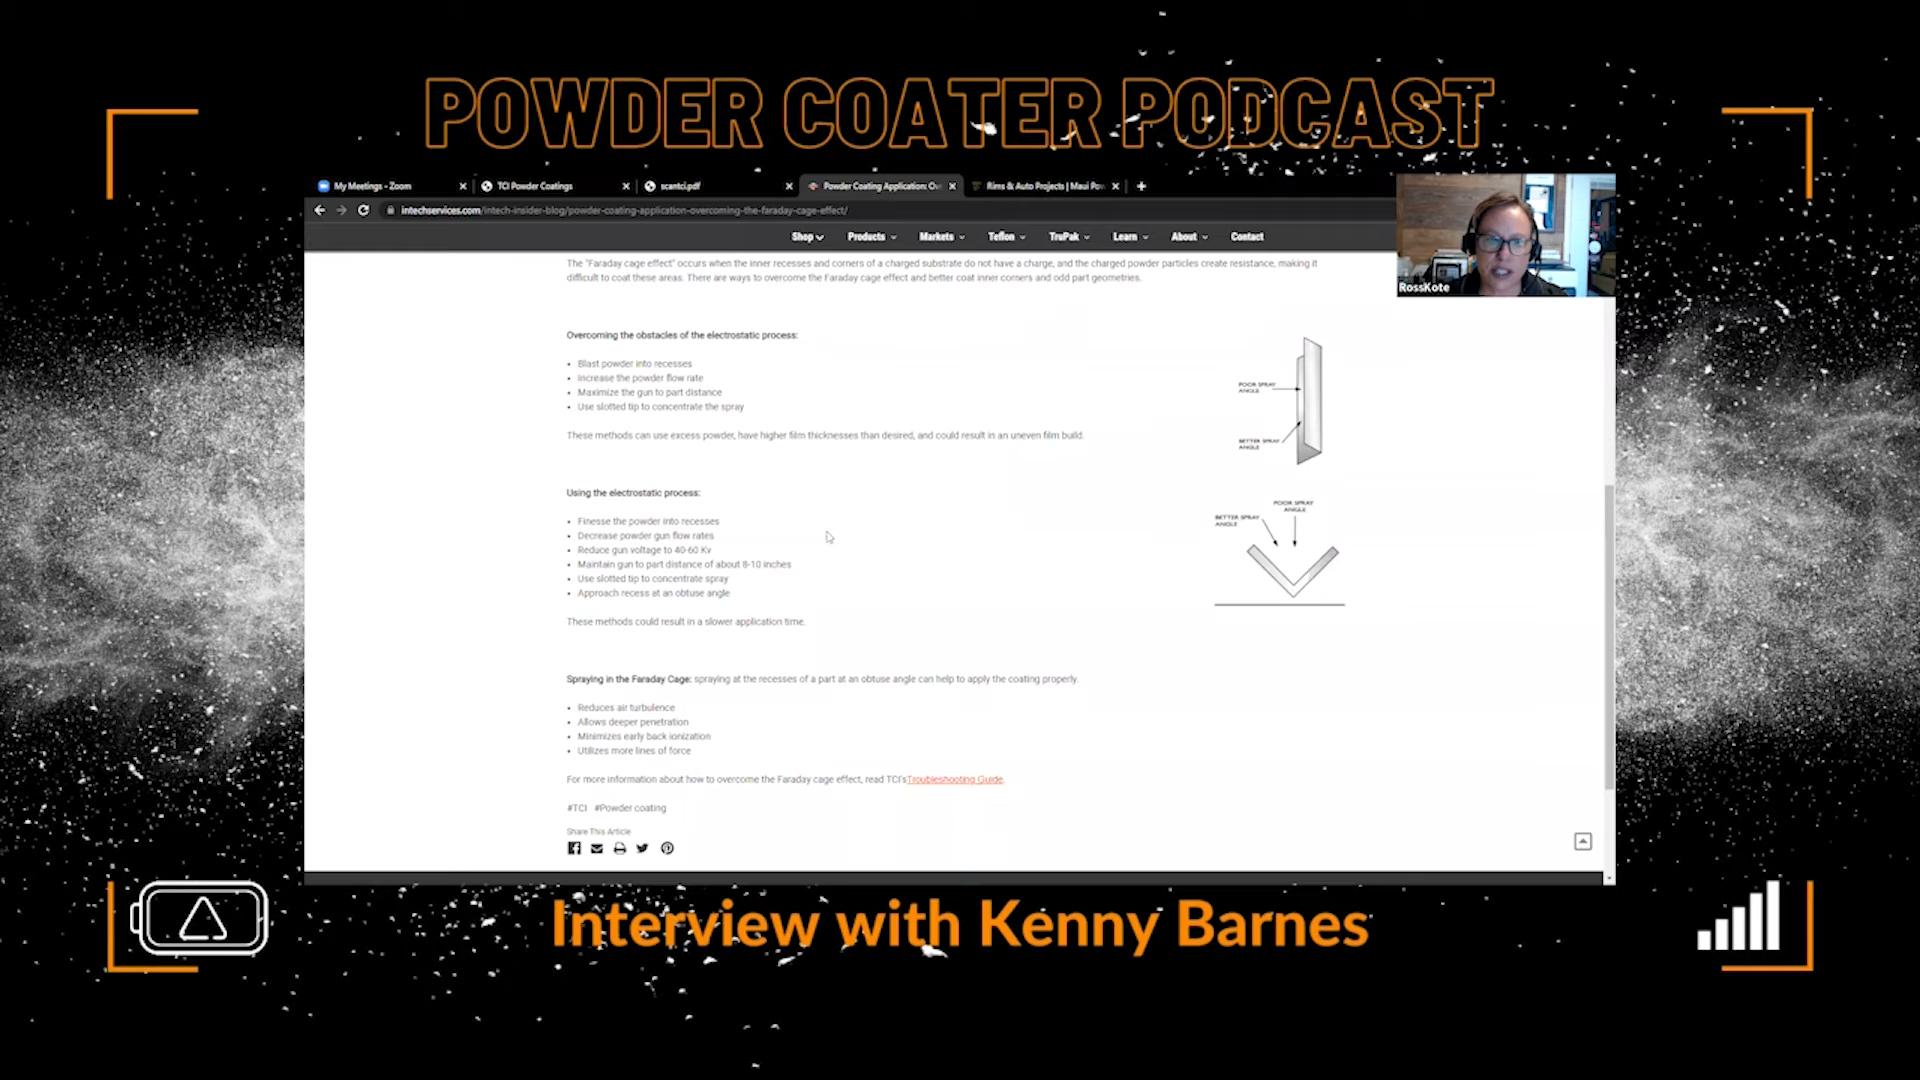 POWDER COATER PODCAST
My Meetings - Zoom
TCI Powder Coatings
scantci.pdf
Powder Coating Application: Ov
Rims & Auto Projects | Maui Pow
intechservices.com/intech-insider-blog/powder-coating-application-overcoming-the-faraday-cage-effect/
Shop Products Markets Teflon TruPak Learn About Contact
RossKote
The "Faraday cage effect" occurs when the inner recesses and corners of a charged substrate do not have a charge, and the charged powder particles create resistance, making it
difficult to coat these areas. There are ways to overcome the Faraday cage effect and better coat inner corners and odd part geometries.
Overcoming the obstacles of the electrostatic process:
• Blast powder into recesses
• Increase the powder flow rate
• Maximize the gun to part distance
• Use slotted tip to concentrate the spray
POOR SPRAY
ANGLE
BETTER SPRAY
ANGLE
These methods can use excess powder, have higher film thicknesses than desired, and could result in an uneven film build.
Using the electrostatic process:
• Finesse the powder into recesses
• Decrease powder gun flow rates
• Reduce gun voltage to 40-60 Kv
• Maintain gun to part distance of about 8-10 inches
• Use slotted tip to concentrate spray
• Approach recess at an obtuse angle
POOR SPRAY
ANGLE
BETTER SPRAY
ANGLE
These methods could result in a slower application time.
Spraying in the Faraday Cage: spraying at the recesses of a part at an obtuse angle can help to apply the coating properly.
• Reduces air turbulence
• Allows deeper penetration
• Minimizes early back ionization
• Utilizes more lines of force
For more information about how to overcome the Faraday cage effect, read TCI'sTroubleshooting Guide.
#TCI #Powder coating
Share This Article
Interview with Kenny Barnes